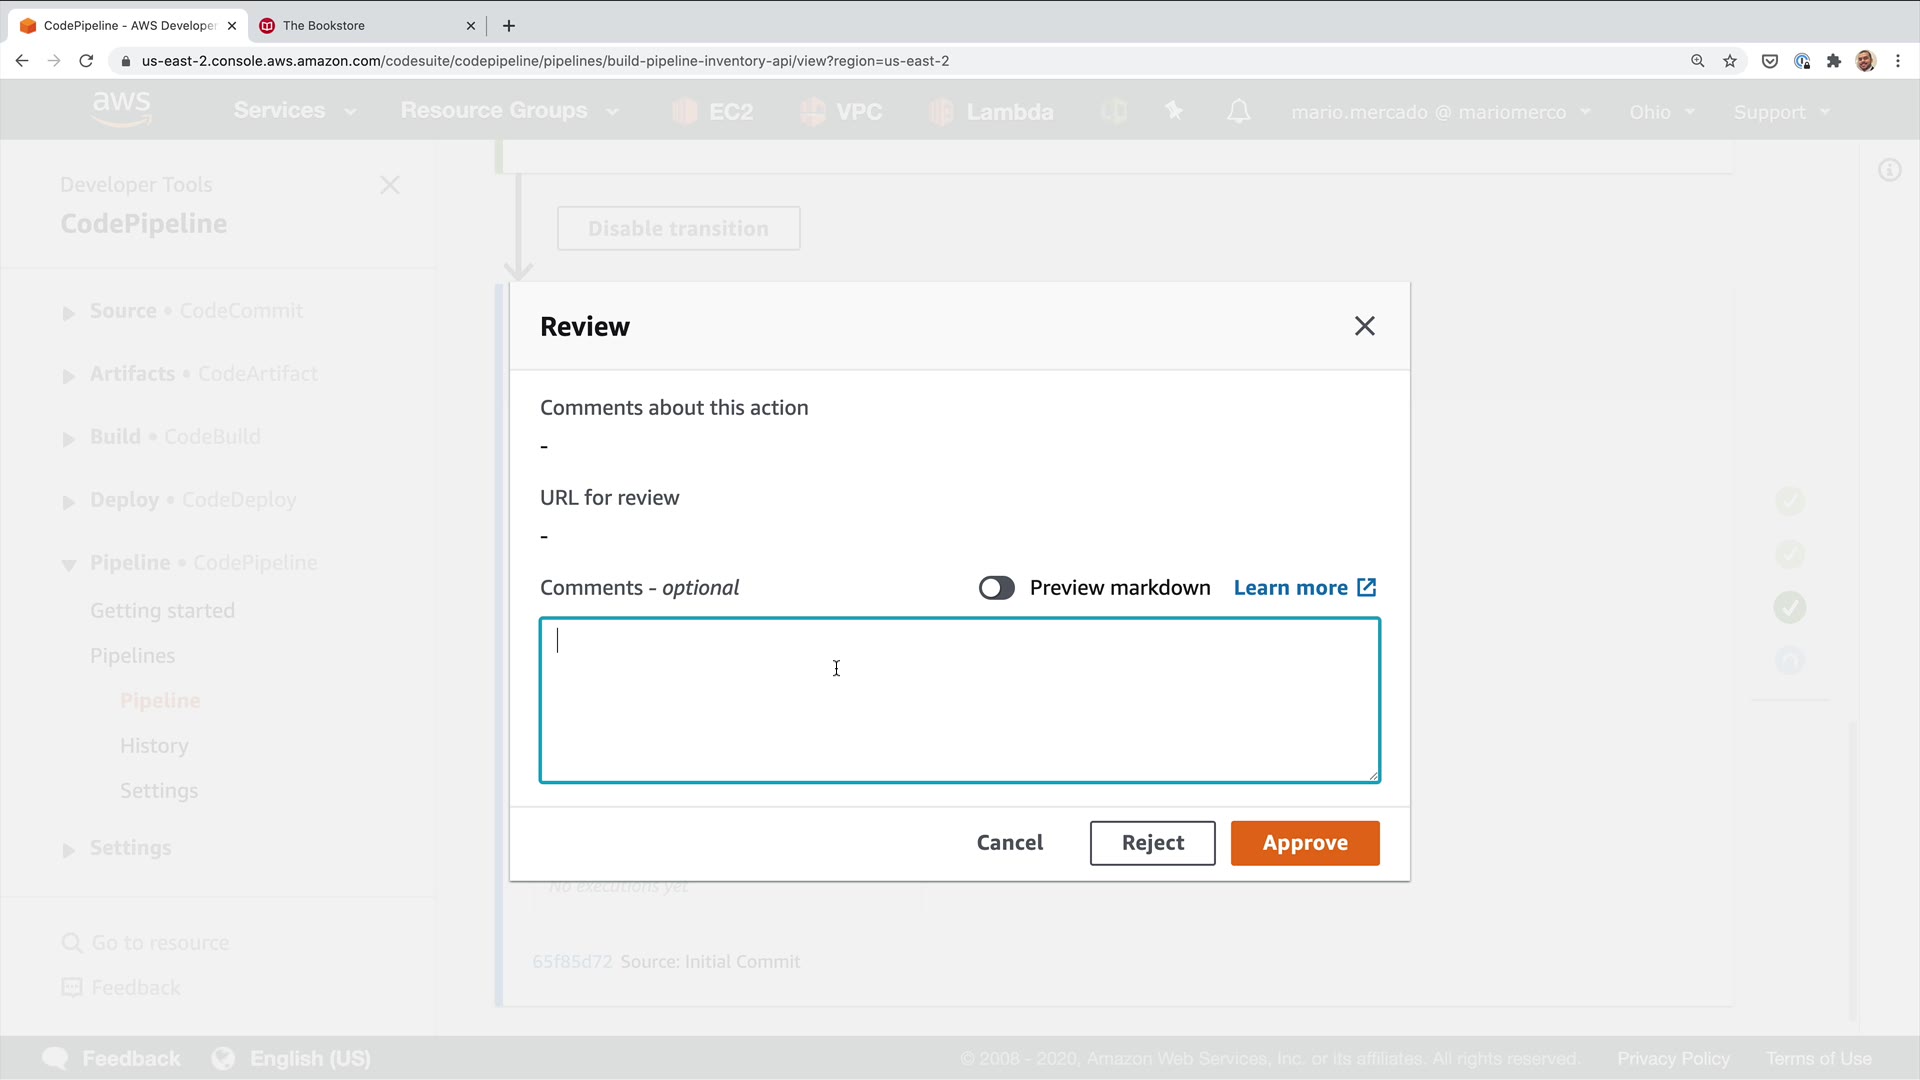 CodePipeline - AWS Developer
The Bookstore
us-east-2.console.aws.amazon.com/codesuite/codepipeline/pipelines/build-pipeline-inventory-api/view?region=us-east-2
aws
Services
Resource Groups
EC2
VPC
Lambda
mario.mercado @ mariomerco
Ohio
Support
Developer Tools
CodePipeline
Disable transition
Source • CodeCommit
Artifacts • CodeArtifact
Build • CodeBuild
Deploy • CodeDeploy
Pipeline • CodePipeline
Getting started
Pipelines
Pipeline
History
Settings
Settings
Go to resource
Feedback
Review
Comments about this action
-
URL for review
-
Comments - optional
Preview markdown
Learn more
Cancel
Reject
Approve
No executions yet
65f85d72 Source: Initial Commit
Feedback
English (US)
© 2008 - 2020, Amazon Web Services, Inc. or its affiliates. All rights reserved.
Privacy Policy
Terms of Use